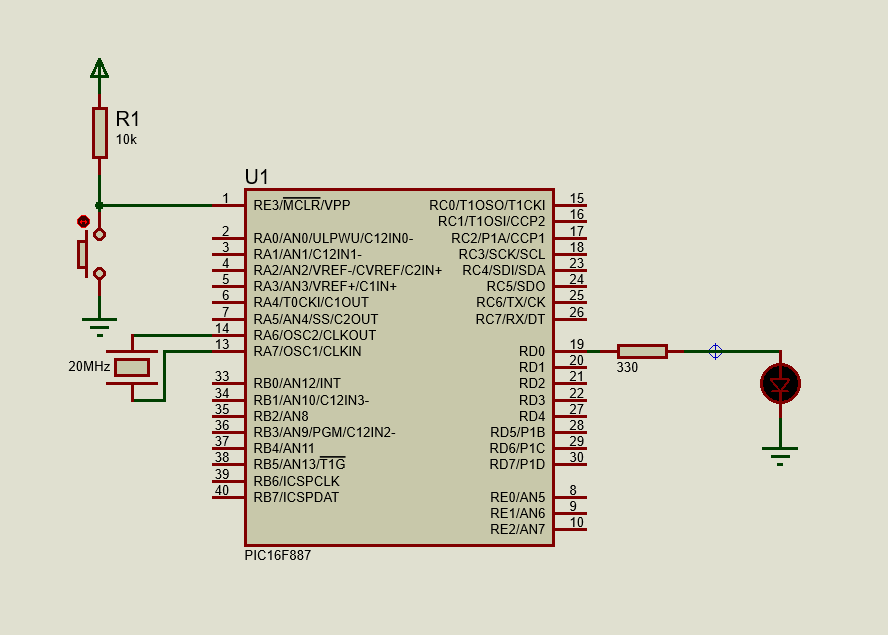 R1
10k
U1
1 RE3/MCLR/VPP RC0/T1OSO/T1CKI 15
RC1/T1OSI/CCP2 16
2 RA0/AN0/ULPWU/C12IN0- RC2/P1A/CCP1 17
3 RA1/AN1/C12IN1- RC3/SCK/SCL 18
4 RA2/AN2/VREF-/CVREF/C2IN+ RC4/SDI/SDA 23
5 RA3/AN3/VREF+/C1IN+ RC5/SDO 24
6 RA4/T0CKI/C1OUT RC6/TX/CK 25
7 RA5/AN4/SS/C2OUT RC7/RX/DT 26
14 RA6/OSC2/CLKOUT
13 RA7/OSC1/CLKIN RD0 19
20MHz RD1 20
330
33 RB0/AN12/INT RD2 21
34 RB1/AN10/C12IN3- RD3 22
35 RB2/AN8 RD4 27
36 RB3/AN9/PGM/C12IN2- RD5/P1B 28
37 RB4/AN11 RD6/P1C 29
38 RB5/AN13/T1G RD7/P1D 30
39 RB6/ICSPCLK
40 RB7/ICSPDAT RE0/AN5 8
RE1/AN6 9
RE2/AN7 10
PIC16F887